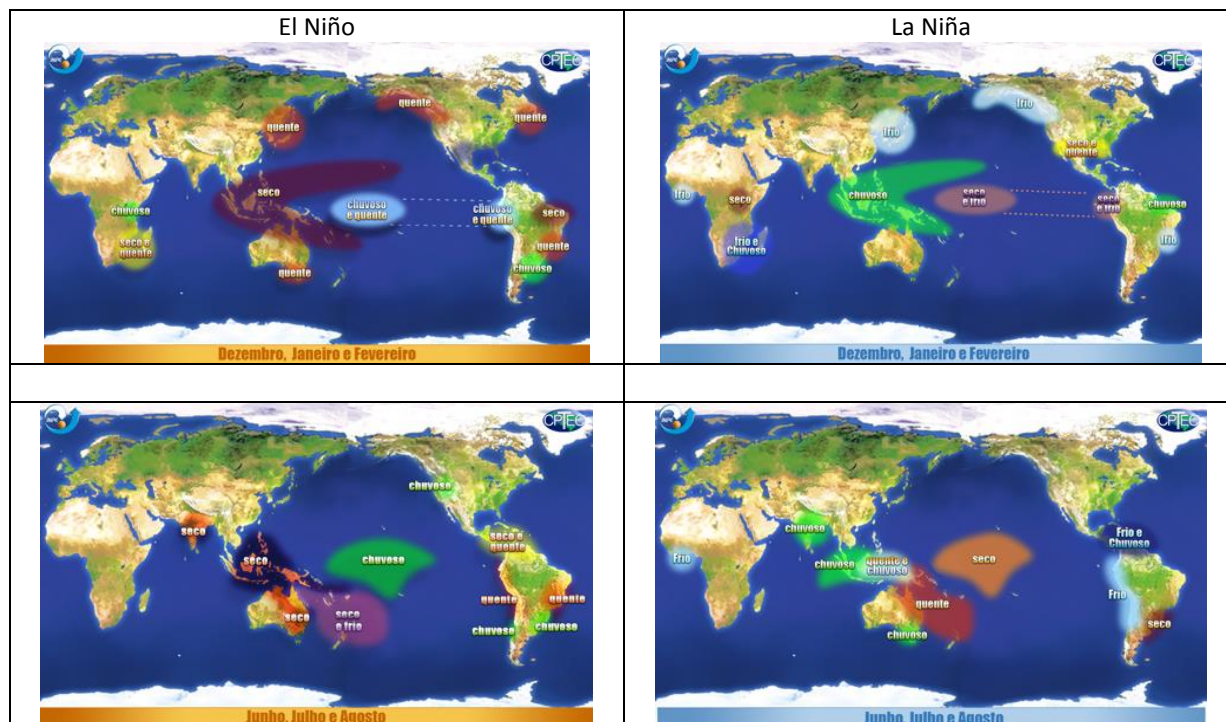 El Niño
La Niña
CPTEC
quente
quente
quente
seco
chuvoso
e quente
chuvoso
e quente
seco
quente
chuvoso
chuvoso
seco e
quente
quente
Dezembro, Janeiro e Fevereiro
CPTEC
frio
frio
seco e
quente
frio
seco
chuvoso
seco
e frio
seco
e frio
chuvoso
frio
frio e
Chuvoso
Dezembro, Janeiro e Fevereiro
CPTEC
chuvoso
seco
seco
chuvoso
seco e
quente
quente
quente
seco
seco
e frio
chuvoso
chuvoso
Junho, Julho e Agosto
CPTEC
chuvoso
Frio e
Chuvoso
Frio
chuvoso
quente e
chuvoso
seco
Frio
quente
chuvoso
seco
Junho, Julho e Agosto